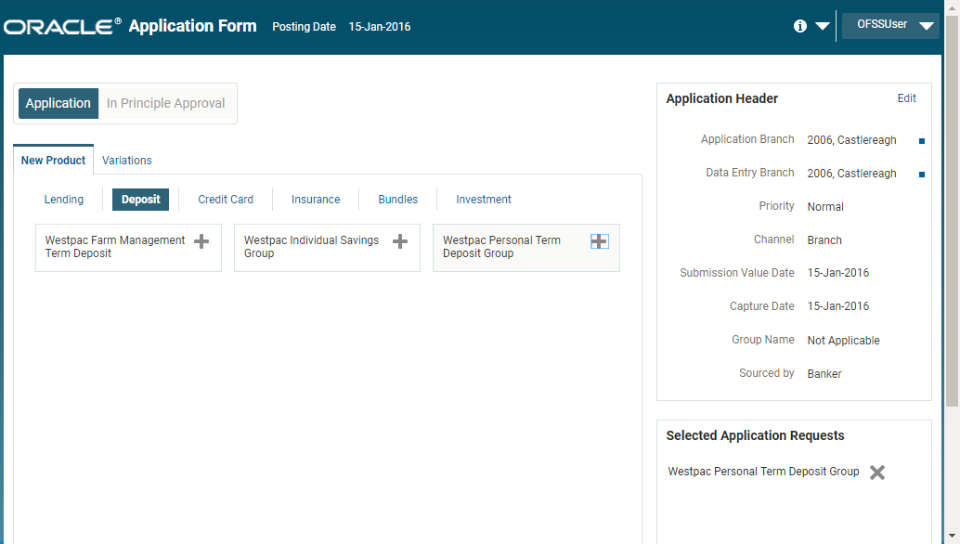 ORACLE® Application Form Posting Date 15-Jan-2016 OFSSUser
Application In Principle Approval
New Product Variations
Lending Deposit Credit Card Insurance Bundles Investment
Westpac Farm Management
Term Deposit
Westpac Individual Savings
Group
Westpac Personal Term
Deposit Group
Application Header Edit
Application Branch 2006, Castlereagh
Data Entry Branch 2006, Castlereagh
Priority Normal
Channel Branch
Submission Value Date 15-Jan-2016
Capture Date 15-Jan-2016
Group Name Not Applicable
Sourced by Banker
Selected Application Requests
Westpac Personal Term Deposit Group